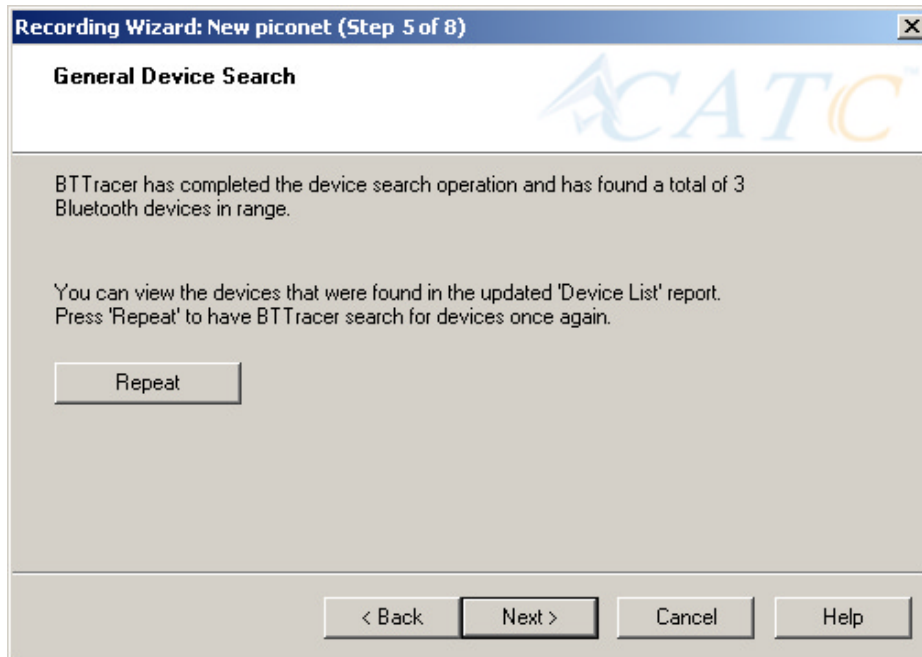 Recording Wizard: New piconet (Step 5 of 8)
General Device Search
CATC
BTTracer has completed the device search operation and has found a total of 3
Bluetooth devices in range.
You can view the devices that were found in the updated 'Device List' report.
Press 'Repeat' to have BTTracer search for devices once again.
Repeat
< Back Next > Cancel Help